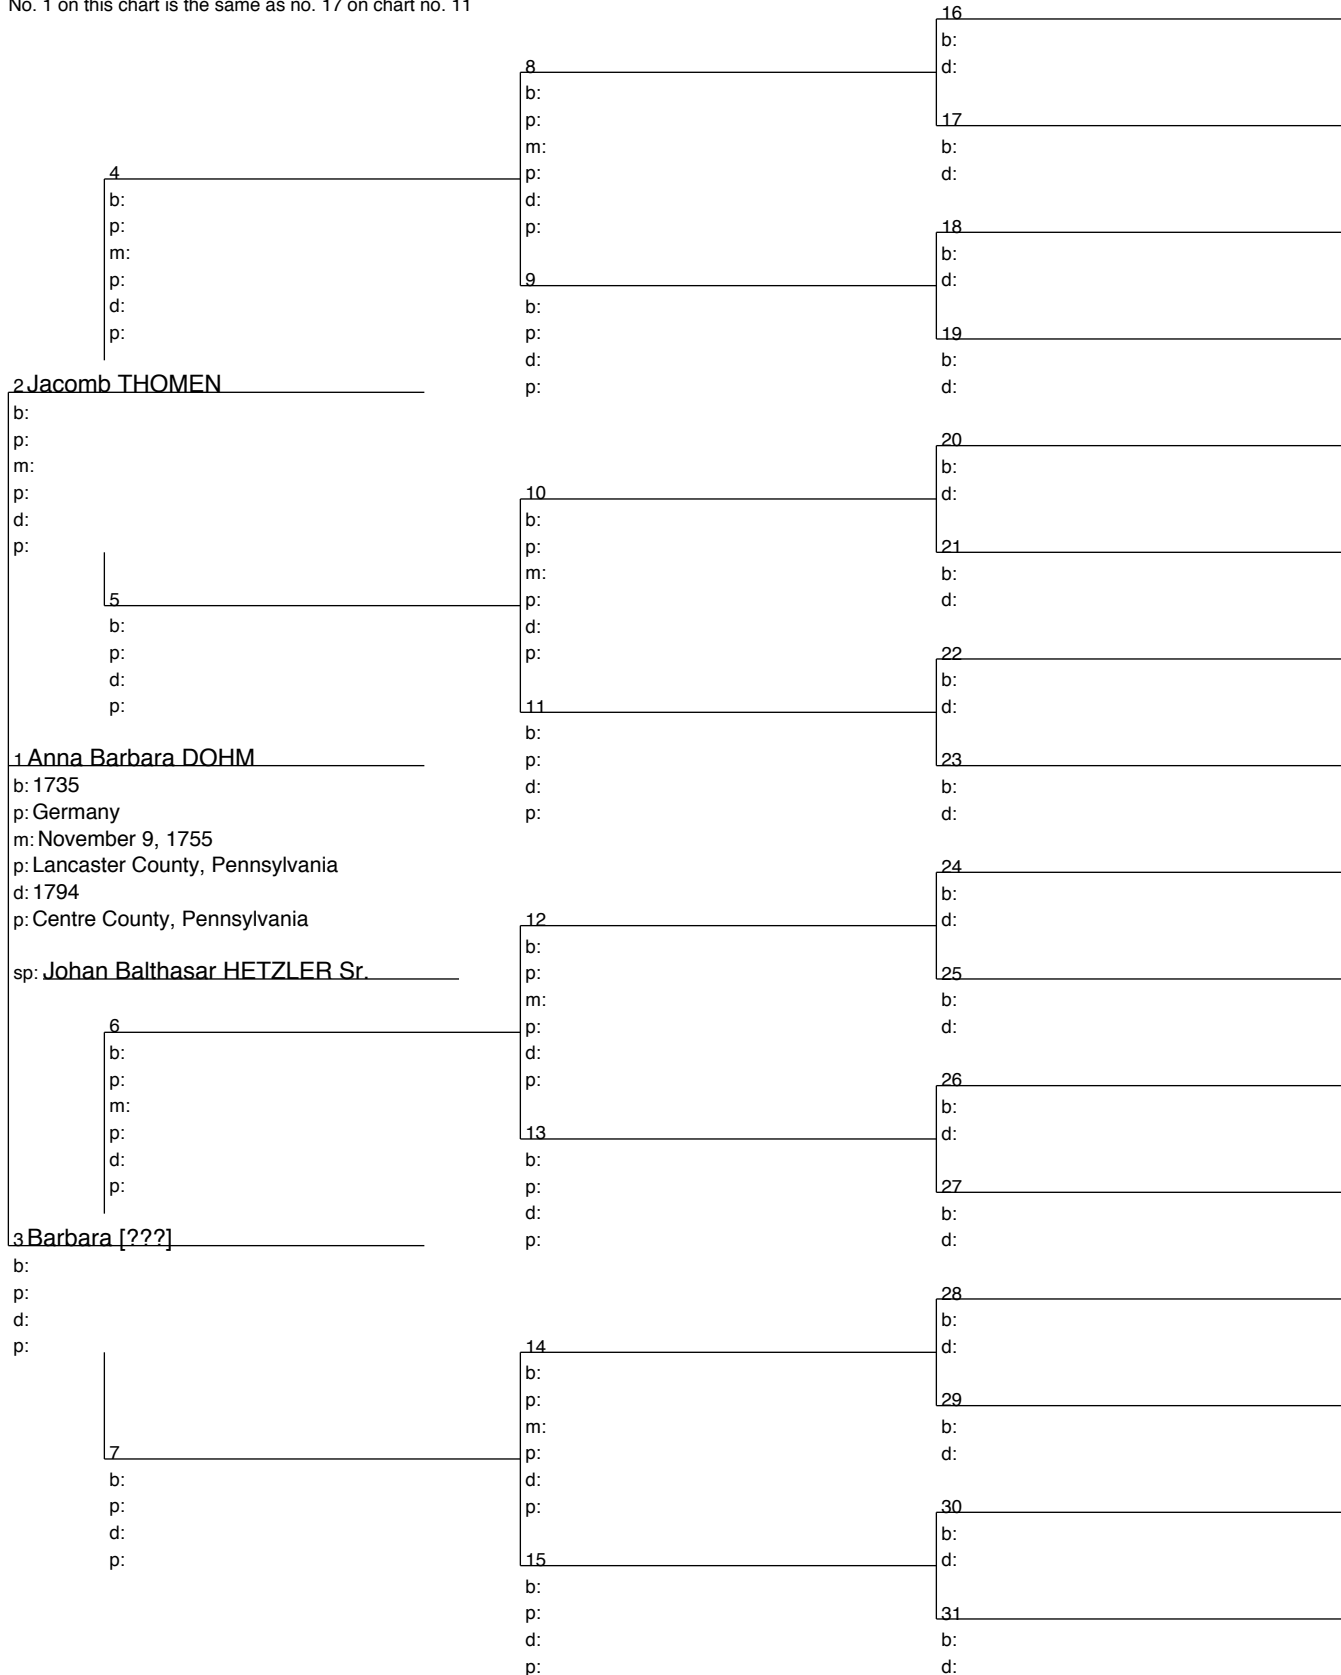 No. 1 on this chart is the same as no. 17 on chart no. 11
16
b:
d:
8
b:
p:
m:
p:
d:
p:
17
b:
d:
4
b:
p:
m:
p:
d:
p:
18
b:
d:
9
b:
p:
d:
p:
19
b:
d:
2 Jacomb THOMEN
b:
p:
m:
p:
d:
p:
20
b:
d:
10
b:
p:
m:
p:
d:
p:
21
b:
d:
5
b:
p:
d:
p:
22
b:
d:
11
b:
p:
d:
p:
23
b:
d:
1 Anna Barbara DOHM
b: 1735
p: Germany
m: November 9, 1755
p: Lancaster County, Pennsylvania
d: 1794
p: Centre County, Pennsylvania
sp: Johan Balthasar HETZLER Sr.
24
b:
d:
12
b:
p:
m:
p:
d:
p:
25
b:
d:
6
b:
p:
m:
p:
d:
p:
26
b:
d:
13
b:
p:
d:
p:
27
b:
d:
3 Barbara [???]
b:
p:
d:
p:
28
b:
d:
14
b:
p:
m:
p:
d:
p:
29
b:
d:
7
b:
p:
d:
p:
30
b:
d:
15
b:
p:
d:
p:
31
b:
d: